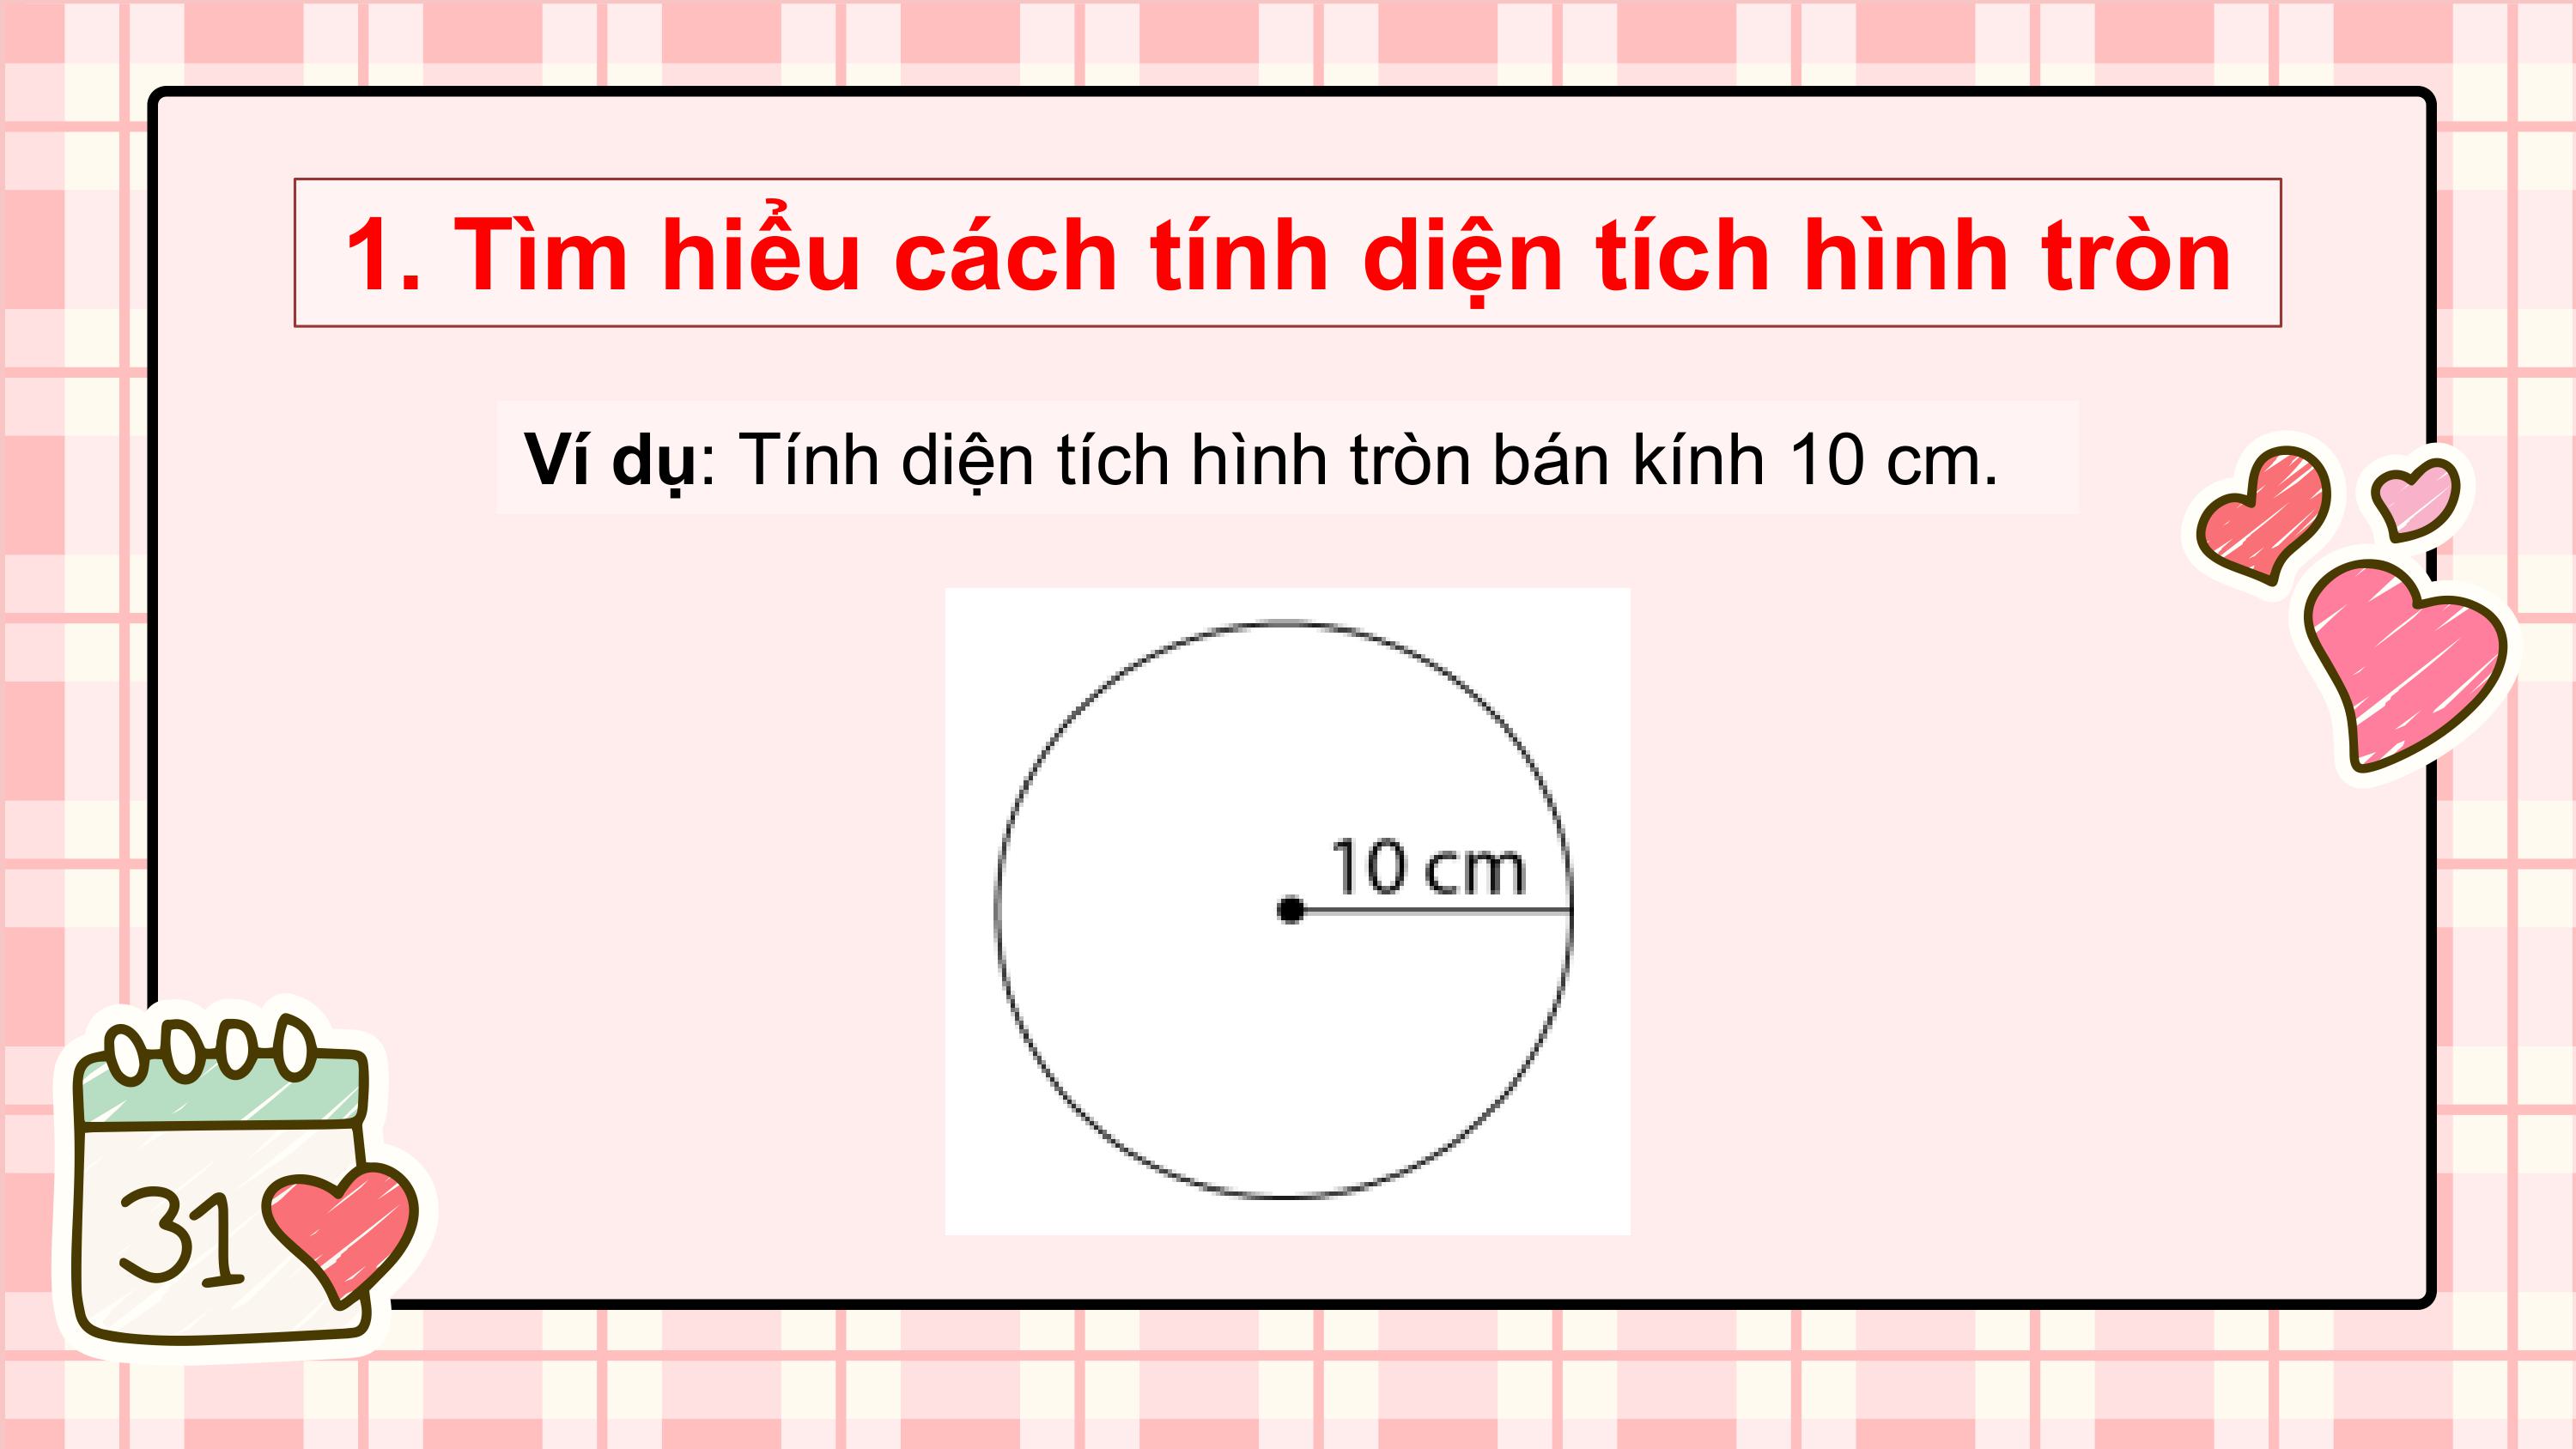 1. Tìm hiểu cách tính diện tích hình tròn
Ví dụ: Tính diện tích hình tròn bán kính 10 cm.
10 cm
31